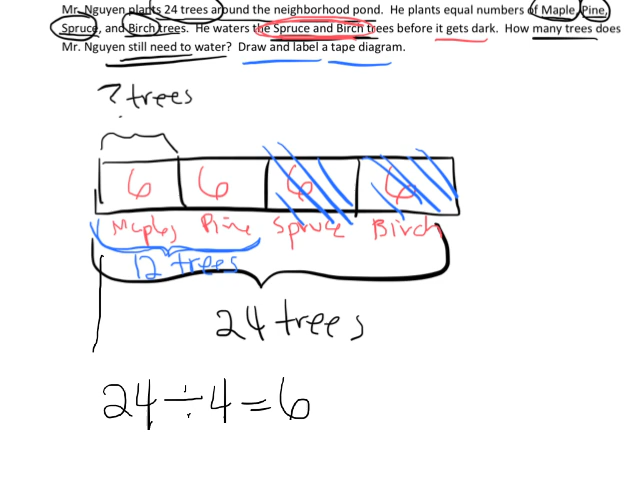 Mr. Nguyen plants 24 trees around the neighborhood pond. He plants equal numbers of Maple, Pine,
Spruce, and Birch trees. He waters the Spruce and Birch trees before it gets dark. How many trees does
Mr. Nguyen still need to water? Draw and label a tape diagram.
? trees
6 6 6 6
Maples Pine Spruce Birch
12 trees
24 trees
24 ÷ 4 = 6